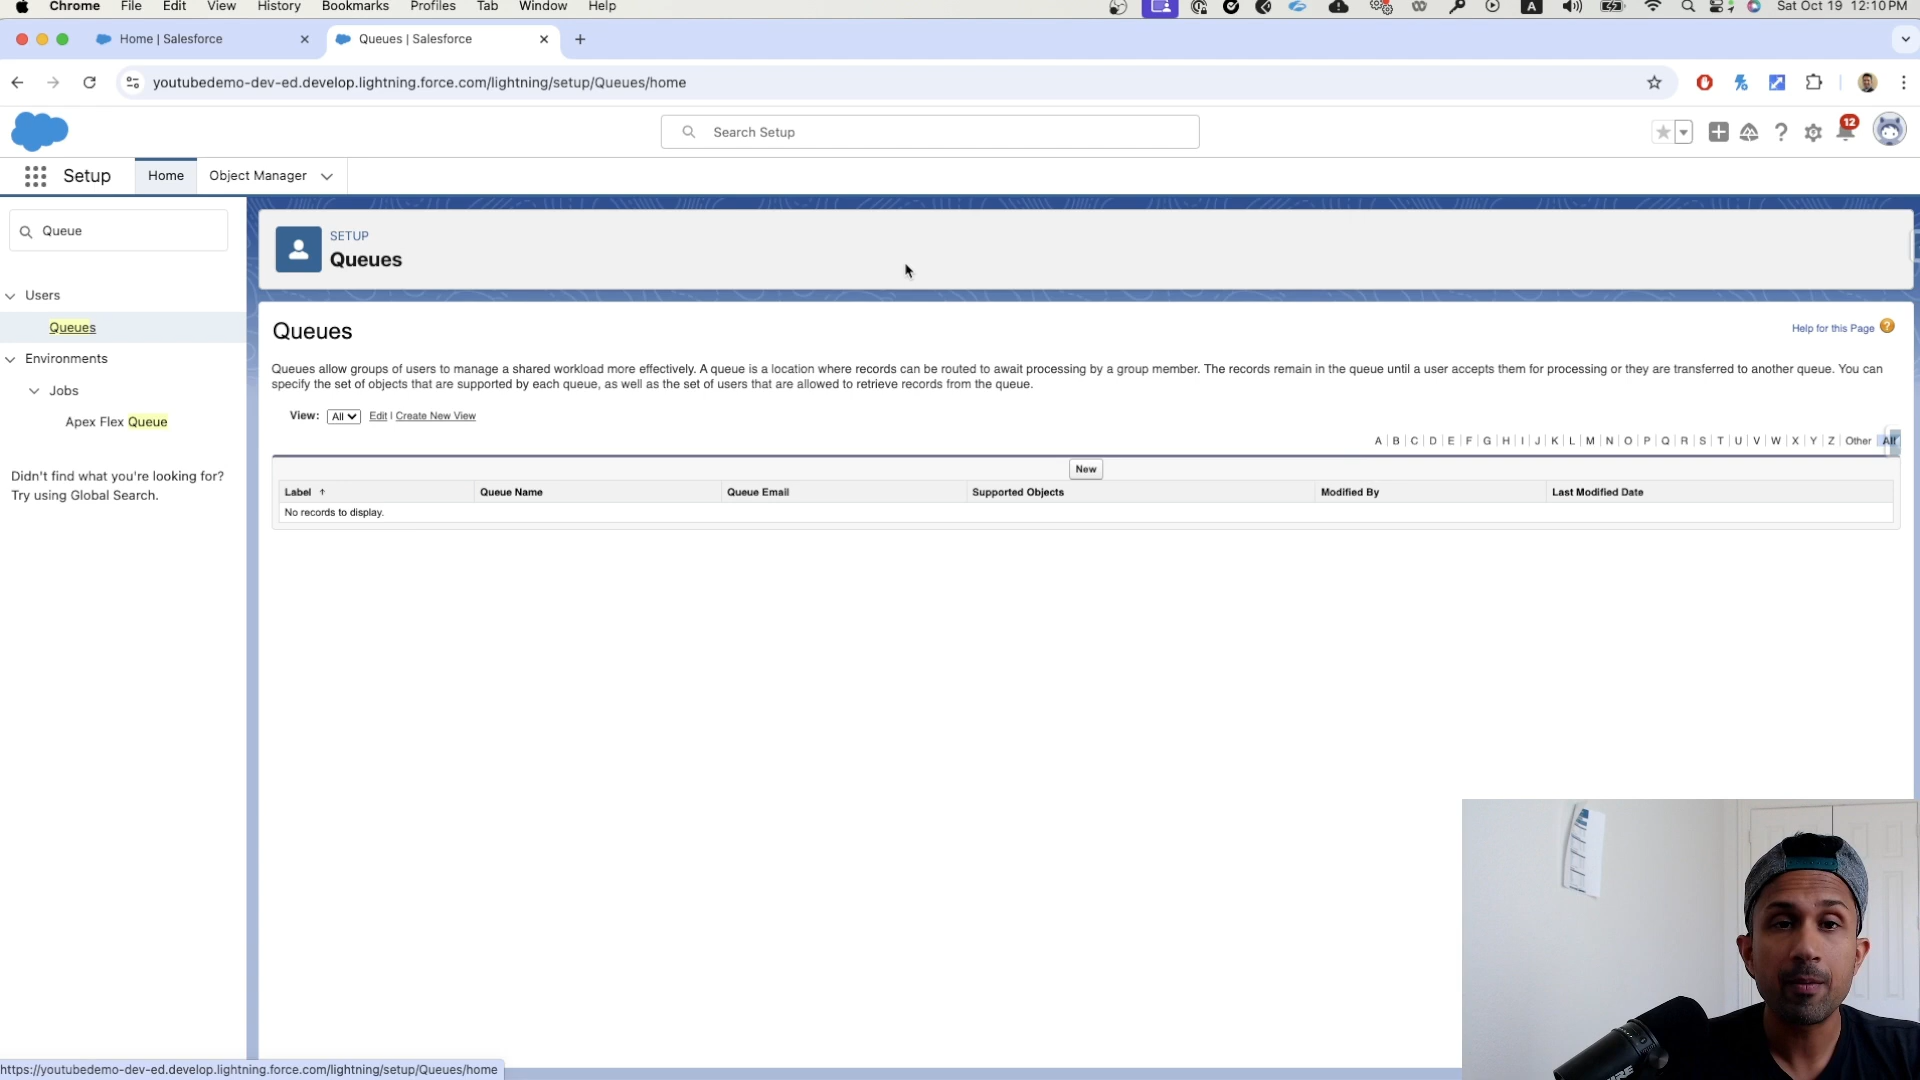 Chrome File Edit View History Bookmarks Profiles Tab Window Help A Sat Oct 19 12:10 PM
Home | Salesforce Queues | Salesforce
youtubedemo-dev-ed.develop.lightning.force.com/lightning/setup/Queues/home
Search Setup 12
Setup Home Object Manager
Queue
Users
Queues
Environments
Jobs
Apex Flex Queue
Didn't find what you're looking for?
Try using Global Search.
SETUP
Queues
Queues
Help for this Page ?
Queues allow groups of users to manage a shared workload more effectively. A queue is a location where records can be routed to await processing by a group member. The records remain in the queue until a user accepts them for processing or they are transferred to another queue. You can
specify the set of objects that are supported by each queue, as well as the set of users that are allowed to retrieve records from the queue.
View: All Edit | Create New View
A | B | C | D | E | F | G | H | I | J | K | L | M | N | O | P | Q | R | S | T | U | V | W | X | Y | Z | Other All
New
Label ↑ Queue Name Queue Email Supported Objects Modified By Last Modified Date
No records to display.
https://youtubedemo-dev-ed.develop.lightning.force.com/lightning/setup/Queues/home